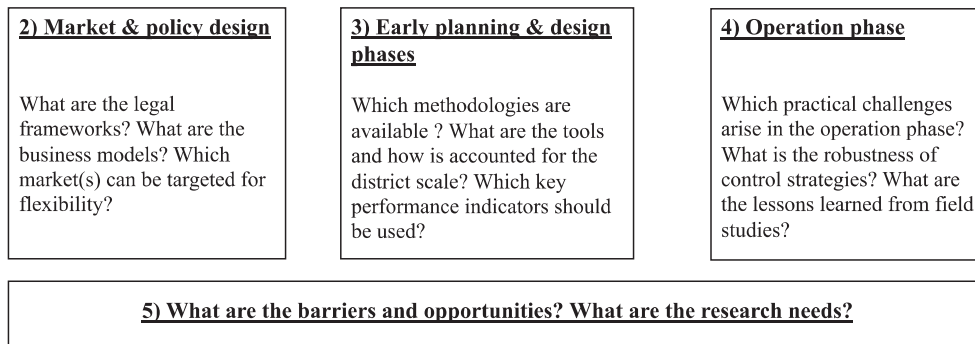 2) Market & policy design
What are the legal
frameworks? What are the
business models? Which
market(s) can be targeted for
flexibility?
3) Early planning & design
phases
Which methodologies are
available ? What are the tools
and how is accounted for the
district scale? Which key
performance indicators should
be used?
4) Operation phase
Which practical challenges
arise in the operation phase?
What is the robustness of
control strategies? What are
the lessons learned from field
studies?
5) What are the barriers and opportunities? What are the research needs?